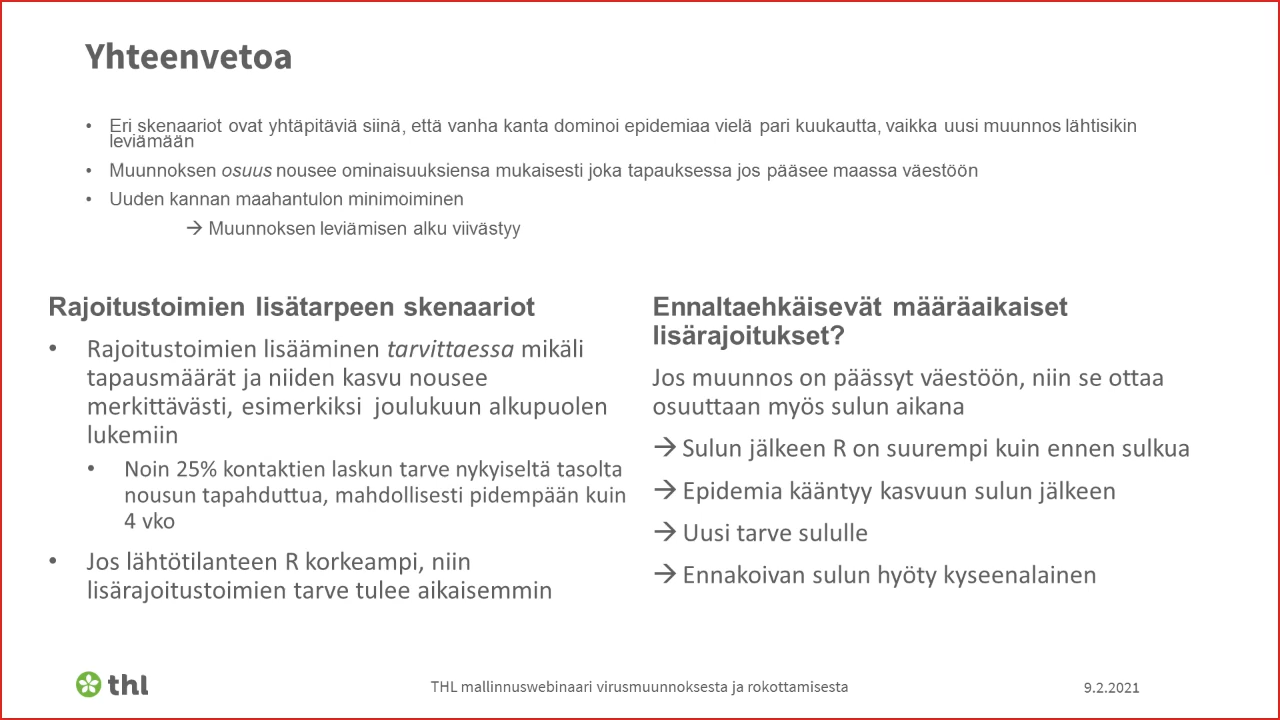 Yhteenvetoa
• Eri skenaariot ovat yhtäpitäviä siinä, että vanha kanta dominoi epidemiaa vielä pari kuukautta, vaikka uusi muunnos lähtisikin
leviämään
• Muunnoksen osuus nousee ominaisuuksiensa mukaisesti joka tapauksessa jos pääsee maassa väestöön
• Uuden kannan maahantulon minimoiminen
→ Muunnoksen leviämisen alku viivästyy
Rajoitustoimien lisätarpeen skenaariot
• Rajoitustoimien lisääminen tarvittaessa mikäli
tapausmäärät ja niiden kasvu nousee
merkittävästi, esimerkiksi joulukuun alkupuolen
lukemiin
• Noin 25% kontaktien laskun tarve nykyiseltä tasolta
nousun tapahduttua, mahdollisesti pidempään kuin
4 vko
• Jos lähtötilanteen R korkeampi, niin
lisärajoitustoimien tarve tulee aikaisemmin
Ennaltaehkäisevät määräaikaiset
lisärajoitukset?
Jos muunnos on päässyt väestöön, niin se ottaa
osuuttaan myös sulun aikana
→ Sulun jälkeen R on suurempi kuin ennen sulkua
→ Epidemia kääntyy kasvuun sulun jälkeen
→ Uusi tarve sululle
→ Ennakoivan sulun hyöty kyseenalainen
thl
THL mallinnuswebinaari virusmuunnoksesta ja rokottamisesta
9.2.2021